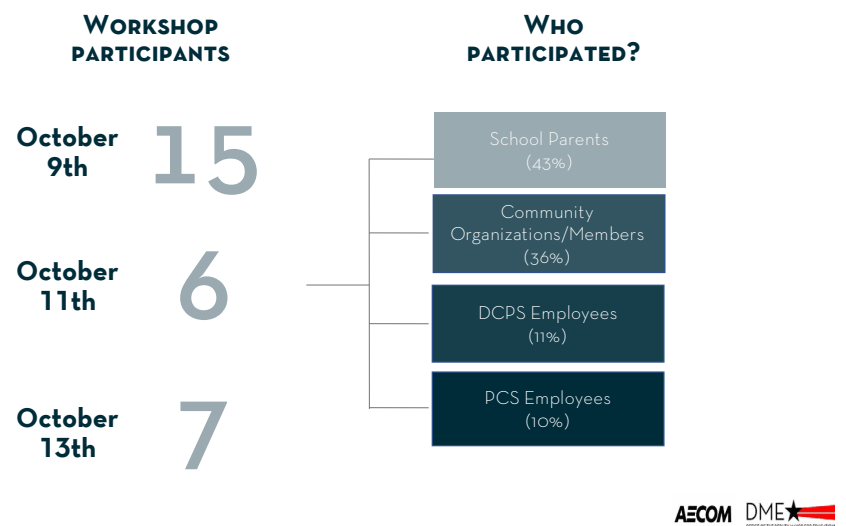 WORKSHOP
PARTICIPANTS
WHO
PARTICIPATED?
October
9th
15
October
11th
6
October
13th
7
School Parents
(43%)
Community
Organizations/Members
(36%)
DCPS Employees
(11%)
PCS Employees
(10%)
AECOM
DME